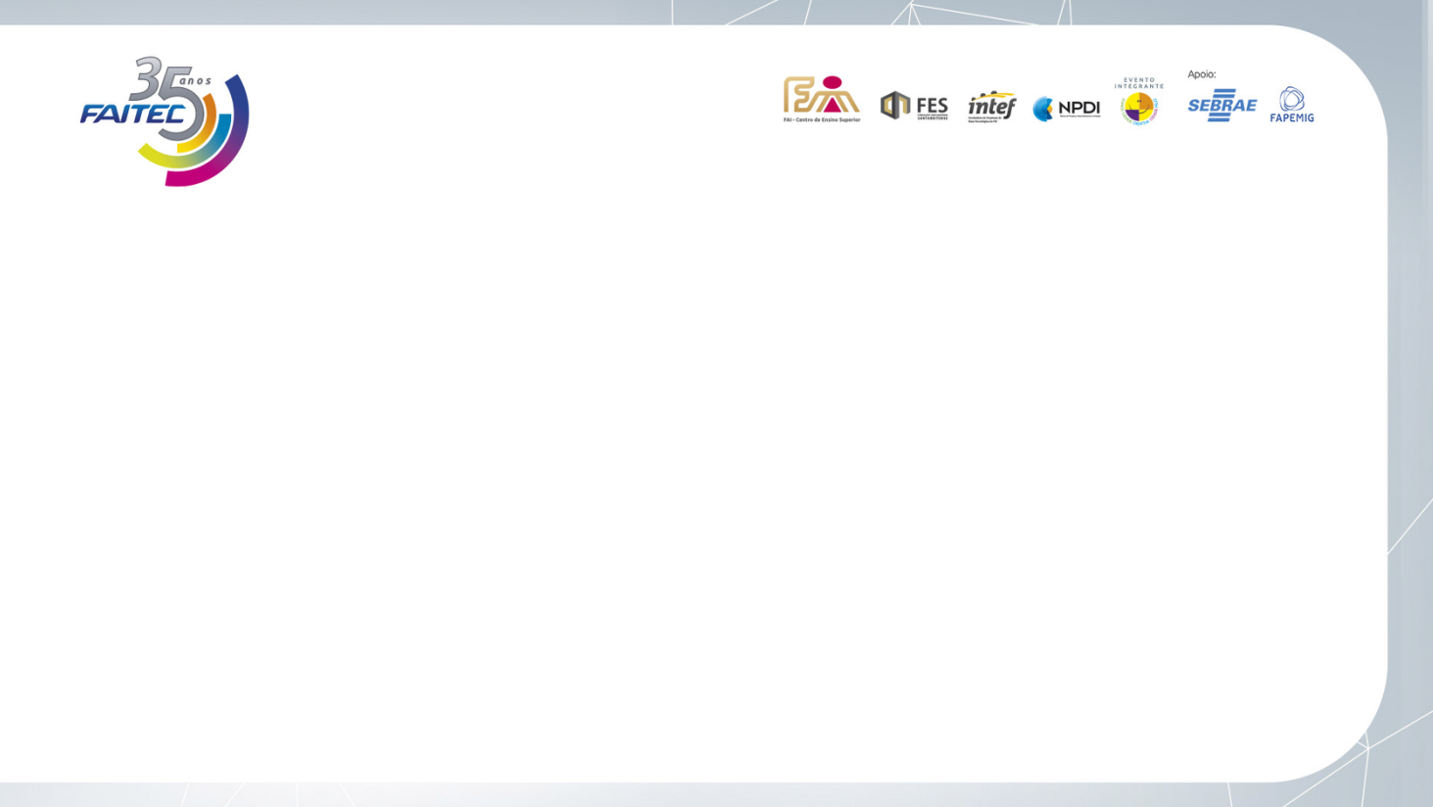 35
anos
FAITEC
FAI - Centro de Ensino Superior
FES
intef
NPDI
EVENTO
INTEGRANTE
Apoio:
SEBRAE
FAPEMIG